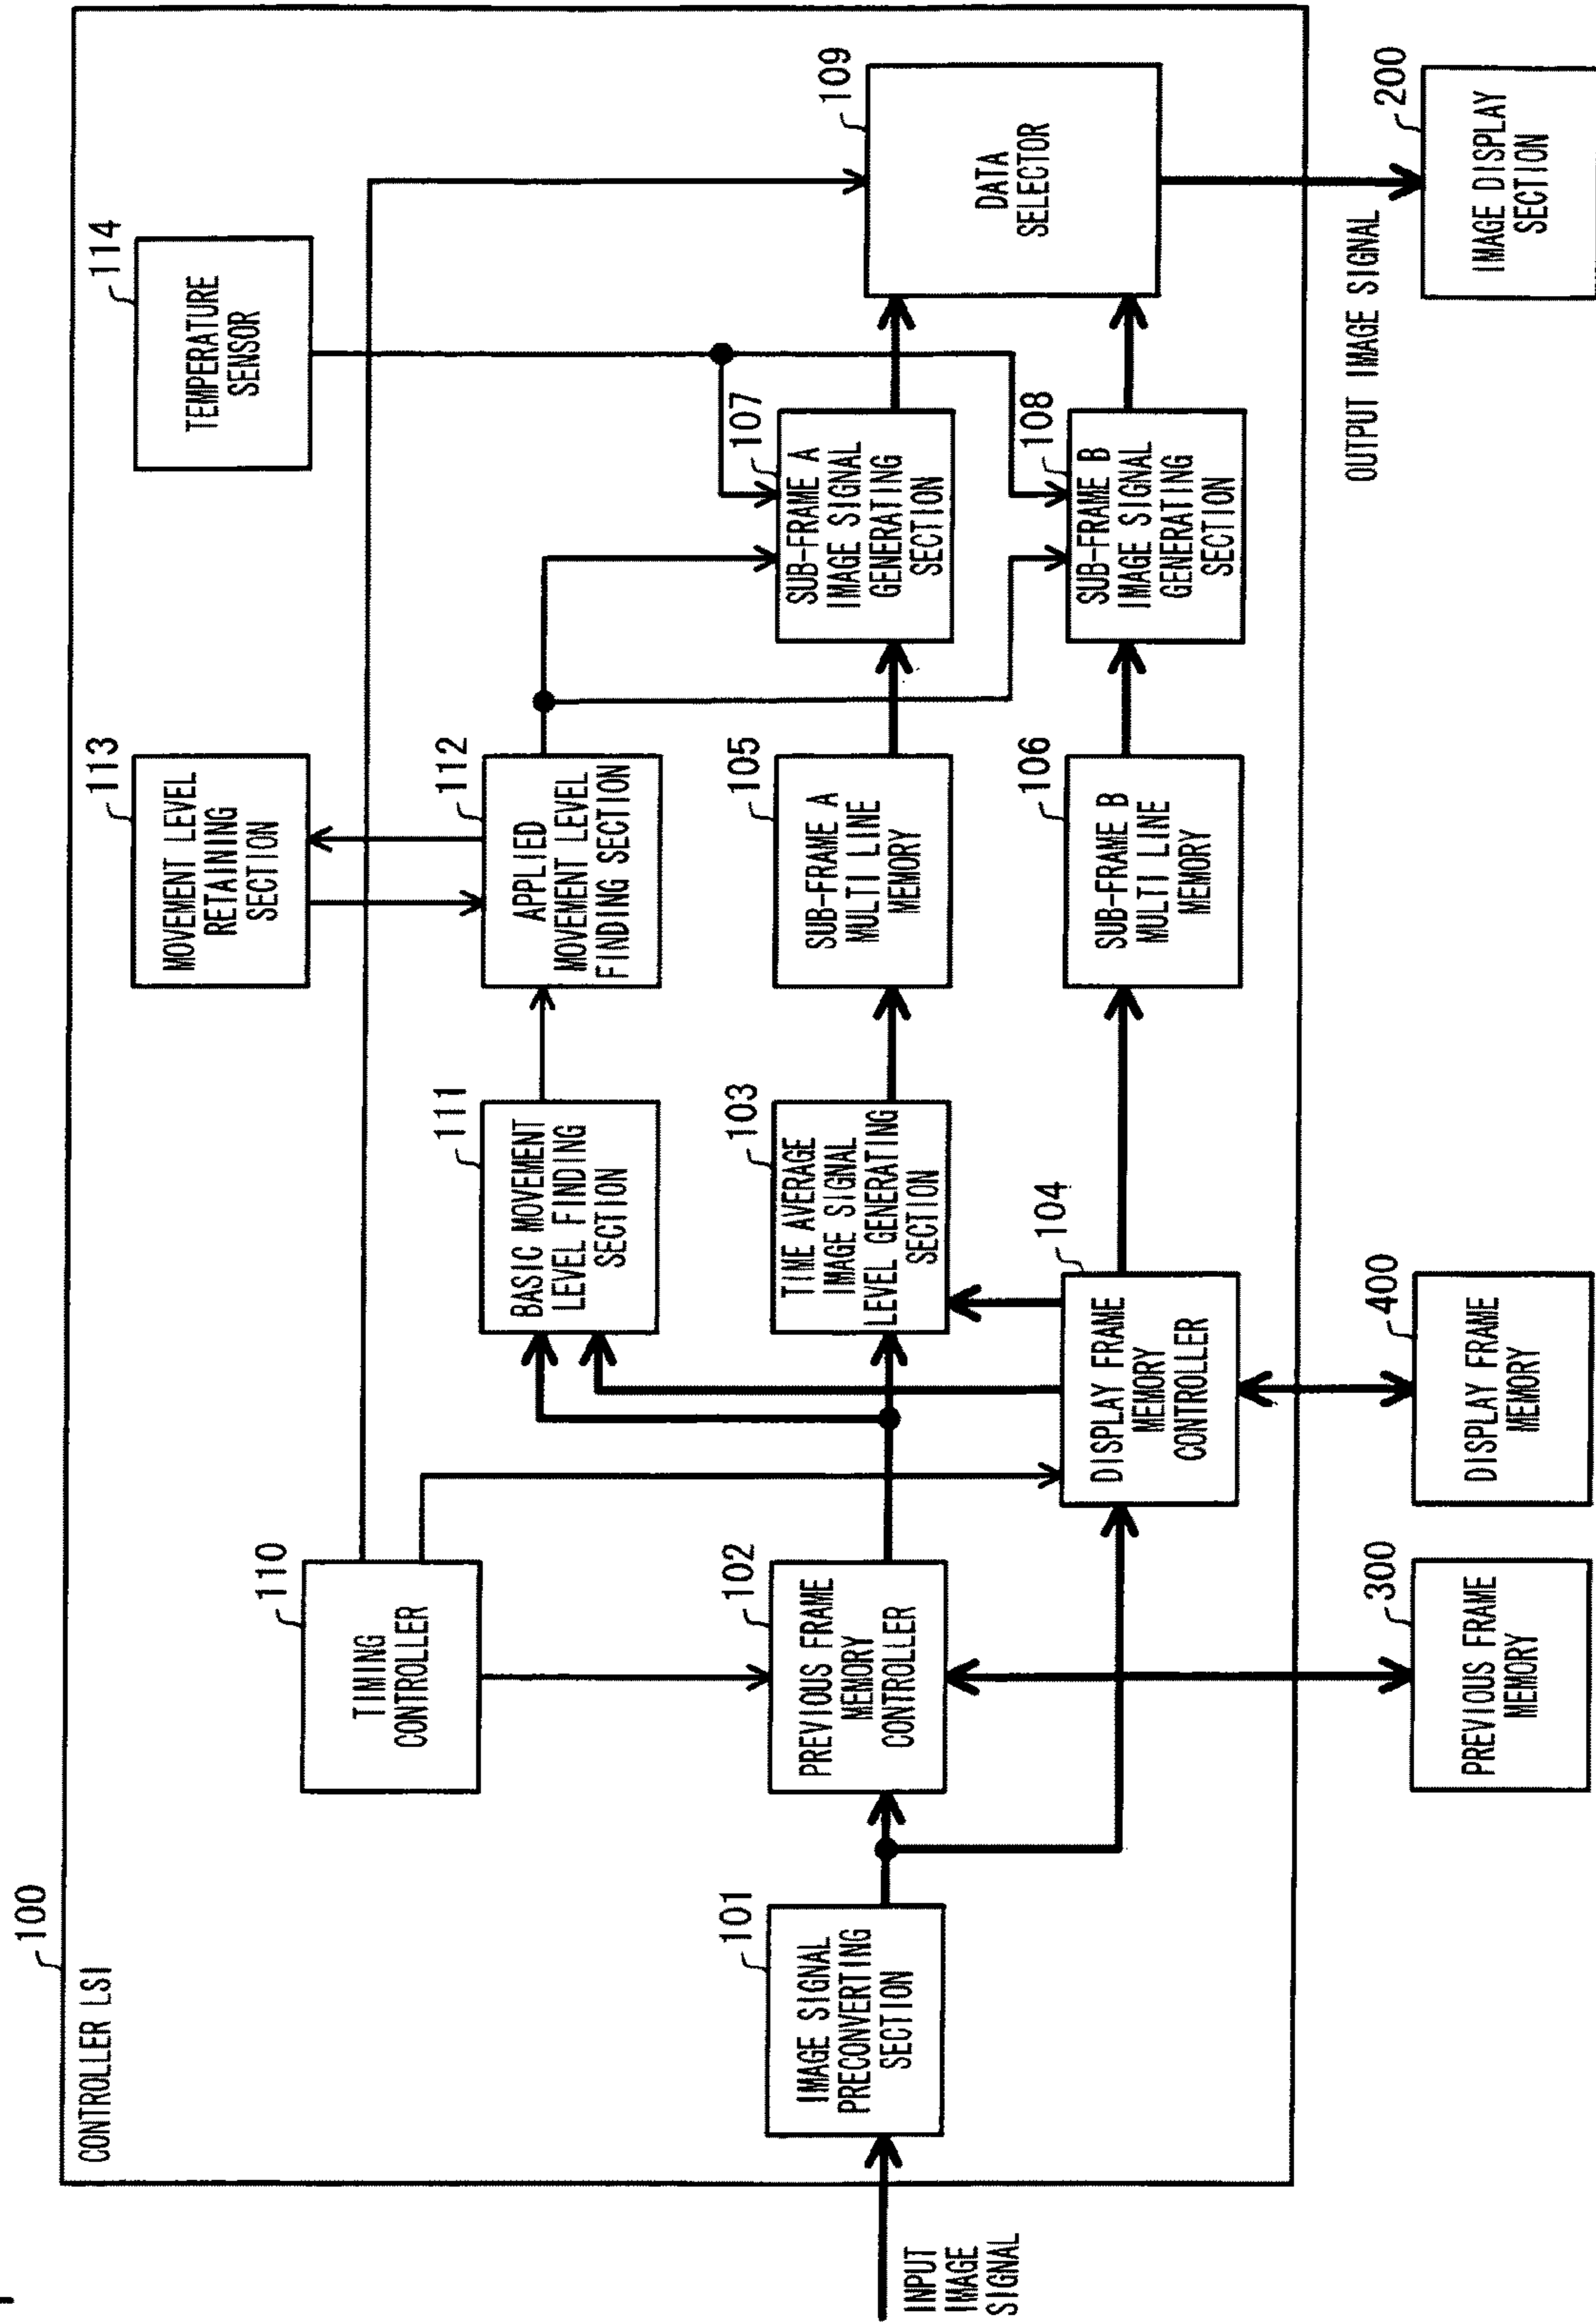 100
CONTROLLER LSI
114
TEMPERATURE
SENSOR
113
MOVEMENT LEVEL
RETAINING
SECTION
110
TIMING
CONTROLLER
111
BASIC MOVEMENT
LEVEL FINDING
SECTION
112
APPLIED
MOVEMENT LEVEL
FINDING SECTION
101
IMAGE SIGNAL
PRECONVERTING
SECTION
102
PREVIOUS FRAME
MEMORY
CONTROLLER
103
TIME AVERAGE
IMAGE SIGNAL
LEVEL GENERATING
SECTION
105
SUB-FRAME A
MULTI LINE
MEMORY
107
SUB-FRAME A
IMAGE SIGNAL
GENERATING
SECTION
109
DATA
SELECTOR
INPUT
IMAGE
SIGNAL
104
DISPLAY FRAME
MEMORY
CONTROLLER
106
SUB-FRAME B
MULTI LINE
MEMORY
108
SUB-FRAME B
IMAGE SIGNAL
GENERATING
SECTION
OUTPUT IMAGE SIGNAL
300
PREVIOUS FRAME
MEMORY
400
DISPLAY FRAME
MEMORY
200
IMAGE DISPLAY
SECTION